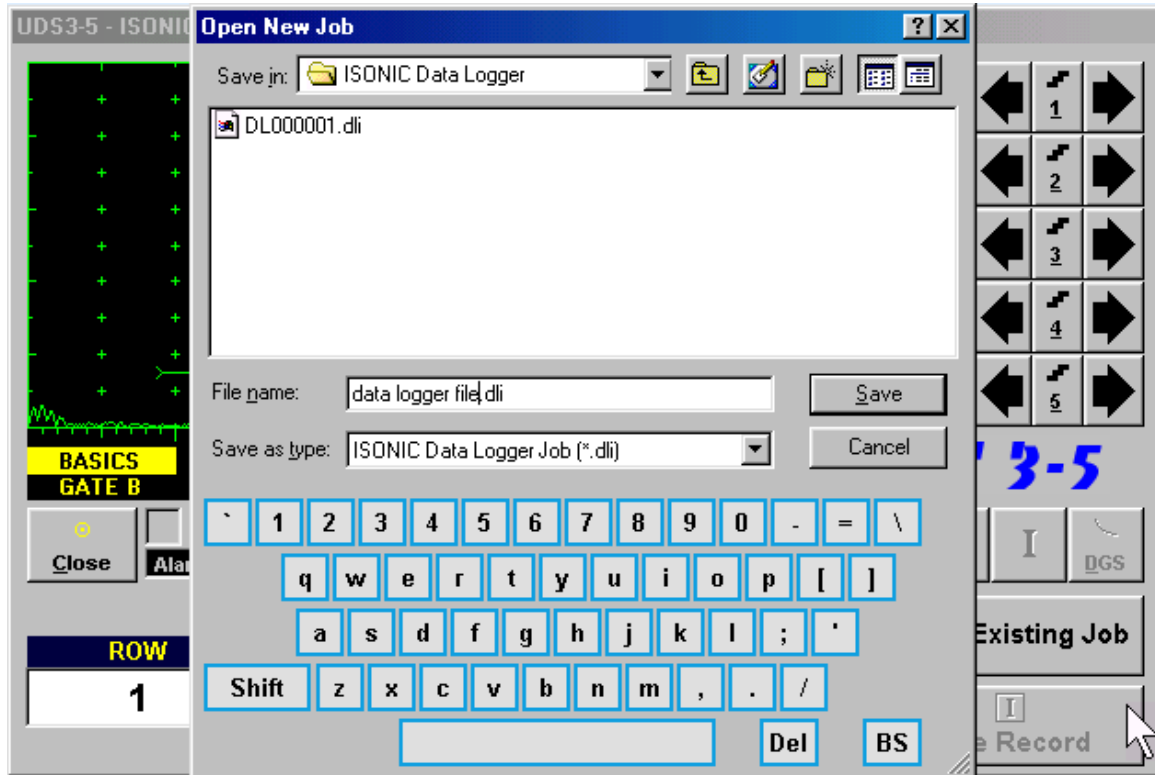 UDS3-5 - ISONIC
Open New Job
Save in: ISONIC Data Logger
DL000001.dli
File name: data logger file.dli
Save
Save as type: ISONIC Data Logger Job (*.dli)
Cancel
1
2
3
4
5
3-5
BASICS
GATE B
Close
DGS
` 1 2 3 4 5 6 7 8 9 0 - = \
q w e r t y u i o p [ ]
a s d f g h j k l ; '
Shift z x c v b n m , . /
Del BS
ROW
1
Existing Job
I
Record